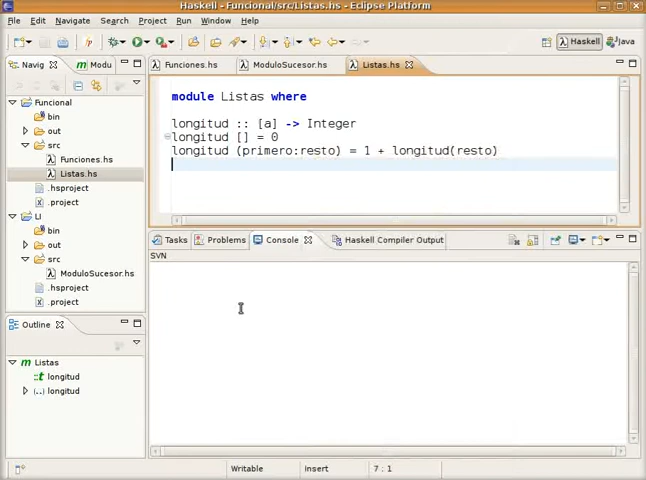 Haskell - Funcional/src/Listas.hs - Eclipse Platform
File Edit Navigate Search Project Run Window Help
Haskell Java
Navig Modu
Funcional
bin
out
src
Funciones.hs
Listas.hs
.hsproject
.project
LI
bin
out
src
ModuloSucesor.hs
.hsproject
.project
Outline
Listas
longitud
longitud
Funciones.hs ModuloSucesor.hs Listas.hs
module Listas where
longitud :: [a] -> Integer
longitud [] = 0
longitud (primero:resto) = 1 + longitud(resto)
Tasks Problems Console Haskell Compiler Output
SVN
Writable Insert 7 : 1